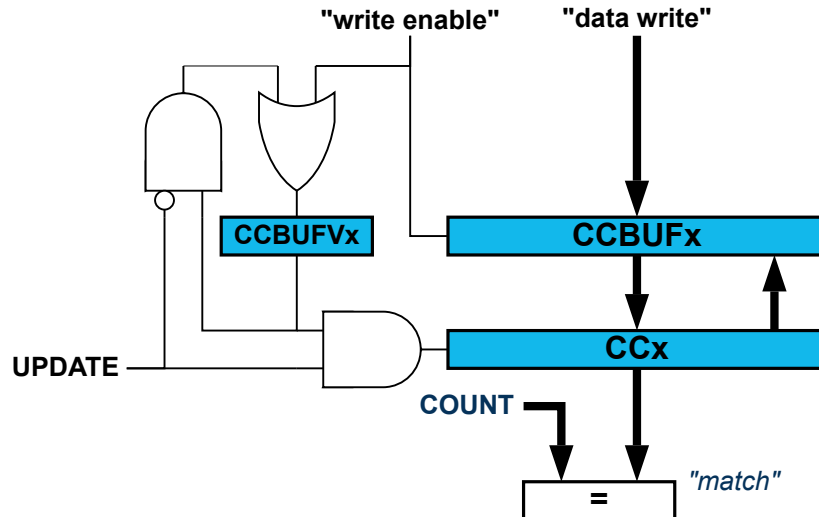 "write enable"
"data write"
CCBUFVx
CCBUFx
UPDATE
CCx
COUNT
=
"match"